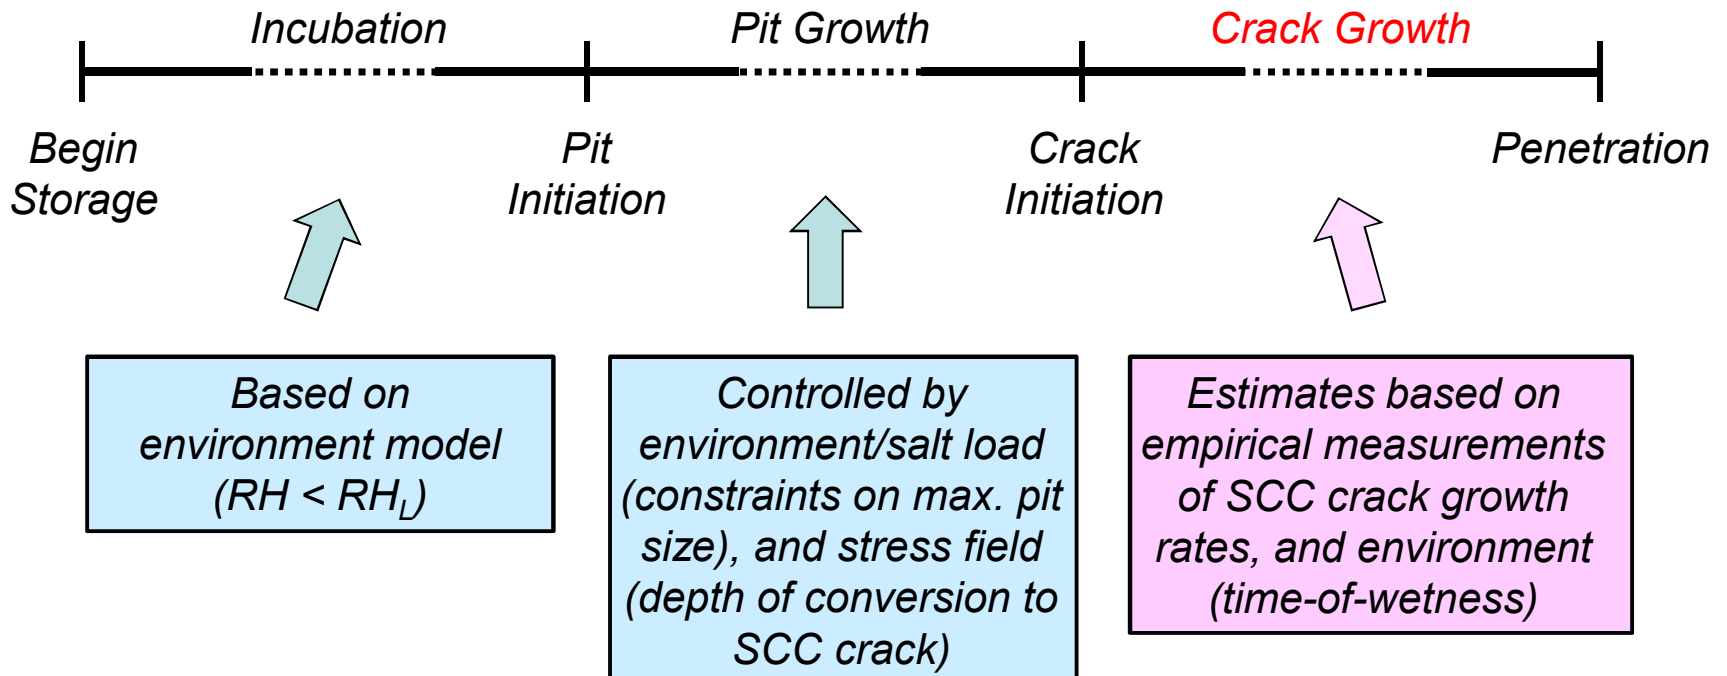 Incubation
Pit Growth
Crack Growth
Begin
Storage
Pit
Initiation
Crack
Initiation
Penetration
Based on
environment model
(RH < RH_L)
Controlled by
environment/salt load
(constraints on max. pit
size), and stress field
(depth of conversion to
SCC crack)
Estimates based on
empirical measurements
of SCC crack growth
rates, and environment
(time-of-wetness)